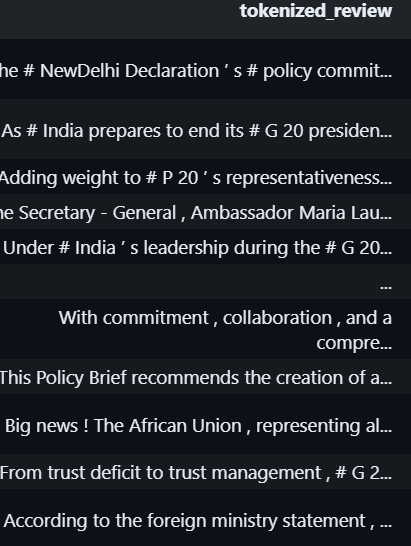 tokenized_review
he # NewDelhi Declaration ’ s # policy commit...
As # India prepares to end its # G 20 presiden...
Adding weight to # P 20 ’ s representativeness...
ne Secretary - General , Ambassador Maria Lau...
Under # India ’ s leadership during the # G 20...
...
With commitment , collaboration , and a
compre...
This Policy Brief recommends the creation of a...
Big news ! The African Union , representing al...
From trust deficit to trust management , # G 2...
According to the foreign ministry statement , ...